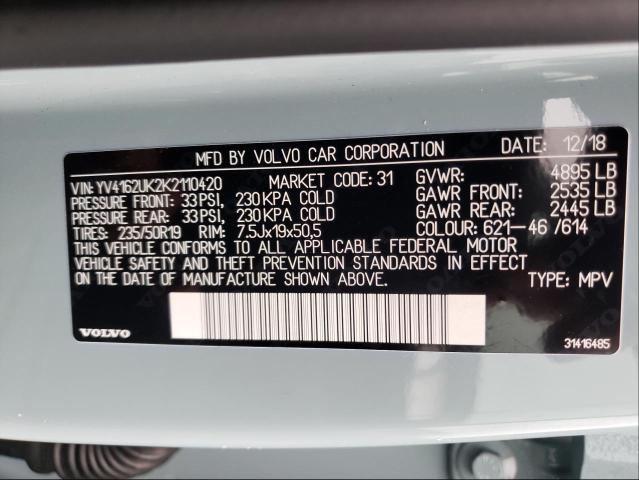 MFD BY VOLVO CAR CORPORATION DATE: 12/18
VIN: YV4162UK2K2110420 MARKET CODE: 31 GVWR: 4895 LB
PRESSURE FRONT: 33 PSI, 230 KPA COLD GAWR FRONT: 2535 LB
PRESSURE REAR: 33 PSI, 230 KPA COLD GAWR REAR: 2445 LB
TIRES: 235/50R19 RIM: 7.5Jx19x50,5 COLOUR: 621-46 /614
THIS VEHICLE CONFORMS TO ALL APPLICABLE FEDERAL MOTOR
VEHICLE SAFETY AND THEFT PREVENTION STANDARDS IN EFFECT
ON THE DATE OF MANUFACTURE SHOWN ABOVE. TYPE: MPV
VOLVO
31416485